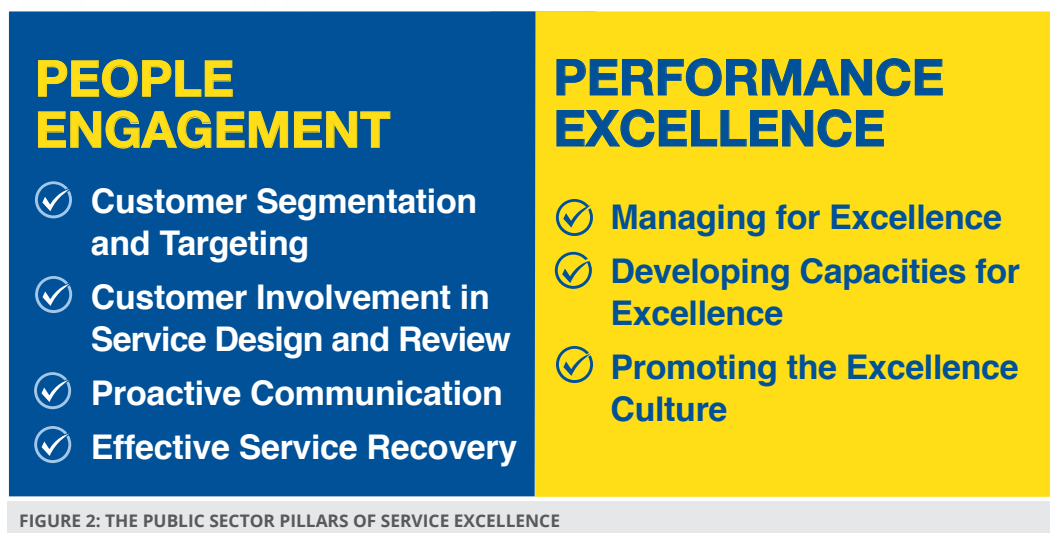 PEOPLE
ENGAGEMENT
Customer Segmentation
and Targeting
Customer Involvement in
Service Design and Review
Proactive Communication
Effective Service Recovery
PERFORMANCE
EXCELLENCE
Managing for Excellence
Developing Capacities for
Excellence
Promoting the Excellence
Culture
FIGURE 2: THE PUBLIC SECTOR PILLARS OF SERVICE EXCELLENCE